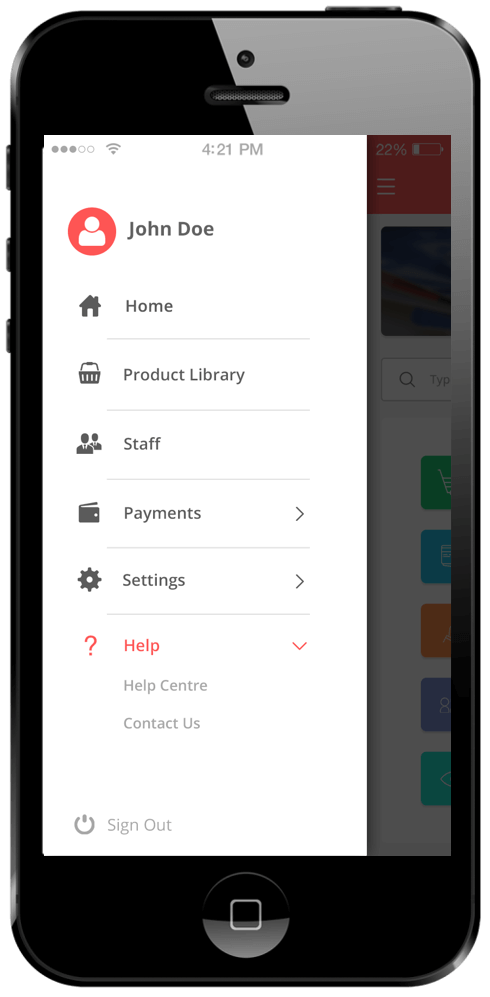 4:21 PM
22%
John Doe
Home
Typ
Product Library
Staff
Payments
Settings
Help
Help Centre
Contact Us
Sign Out